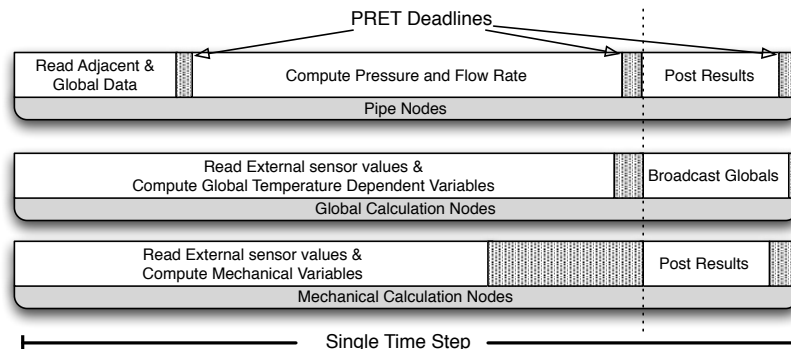 PRET Deadlines
Read Adjacent &
Global Data
Compute Pressure and Flow Rate
Post Results
Pipe Nodes
Read External sensor values &
Compute Global Temperature Dependent Variables
Broadcast Globals
Global Calculation Nodes
Read External sensor values &
Compute Mechanical Variables
Post Results
Mechanical Calculation Nodes
Single Time Step